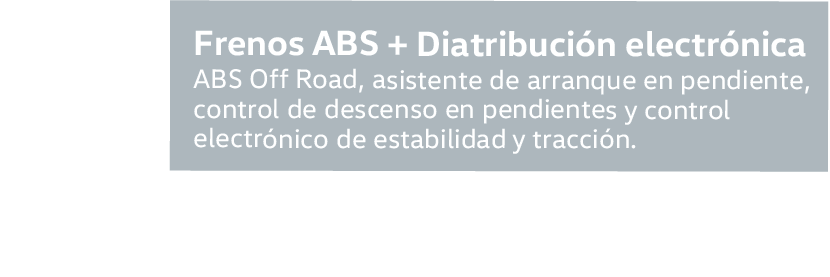 Frenos ABS + Diatribución electrónica
ABS Off Road, asistente de arranque en pendiente,
control de descenso en pendientes y control
electrónico de estabilidad y tracción.